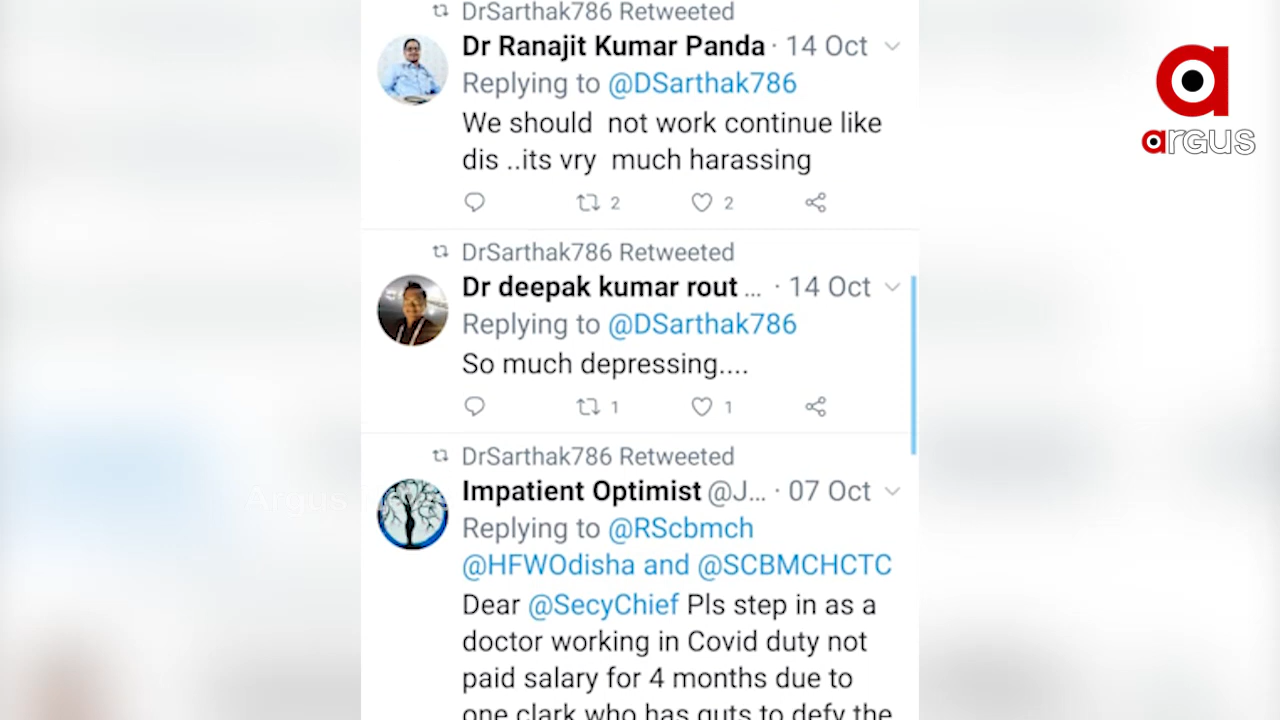 DrSarthak786 Retweeted
Dr Ranajit Kumar Panda · 14 Oct
Replying to @DSarthak786
We should not work continue like
dis ..its vry much harassing
2 2
DrSarthak786 Retweeted
Dr deepak kumar rout ... · 14 Oct
Replying to @DSarthak786
So much depressing....
1 1
DrSarthak786 Retweeted
Impatient Optimist @J... · 07 Oct
Replying to @RScbmch
@HFWOdisha and @SCBMCHCTC
Dear @SecyChief Pls step in as a
doctor working in Covid duty not
paid salary for 4 months due to
one clark who has guts to defy the
a
argus
Argus